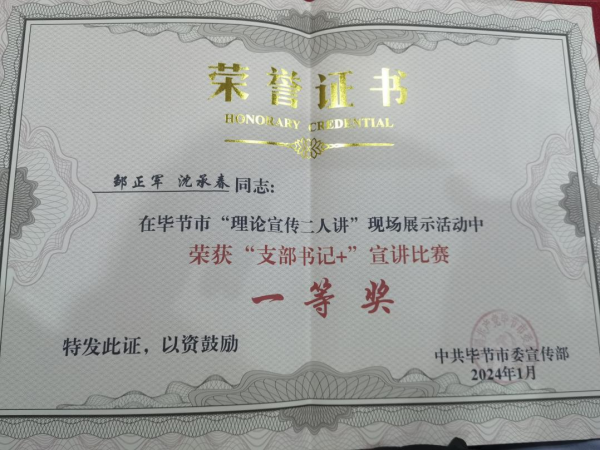 荣誉证书
HONORARY CREDENTIAL
邹正军 沈承春同志:
在毕节市“理论宣传二人讲”现场展示活动中
荣获“支部书记+”宣讲比赛
一等奖
特发此证，以资鼓励
中共毕节市委宣传部
2024年1月